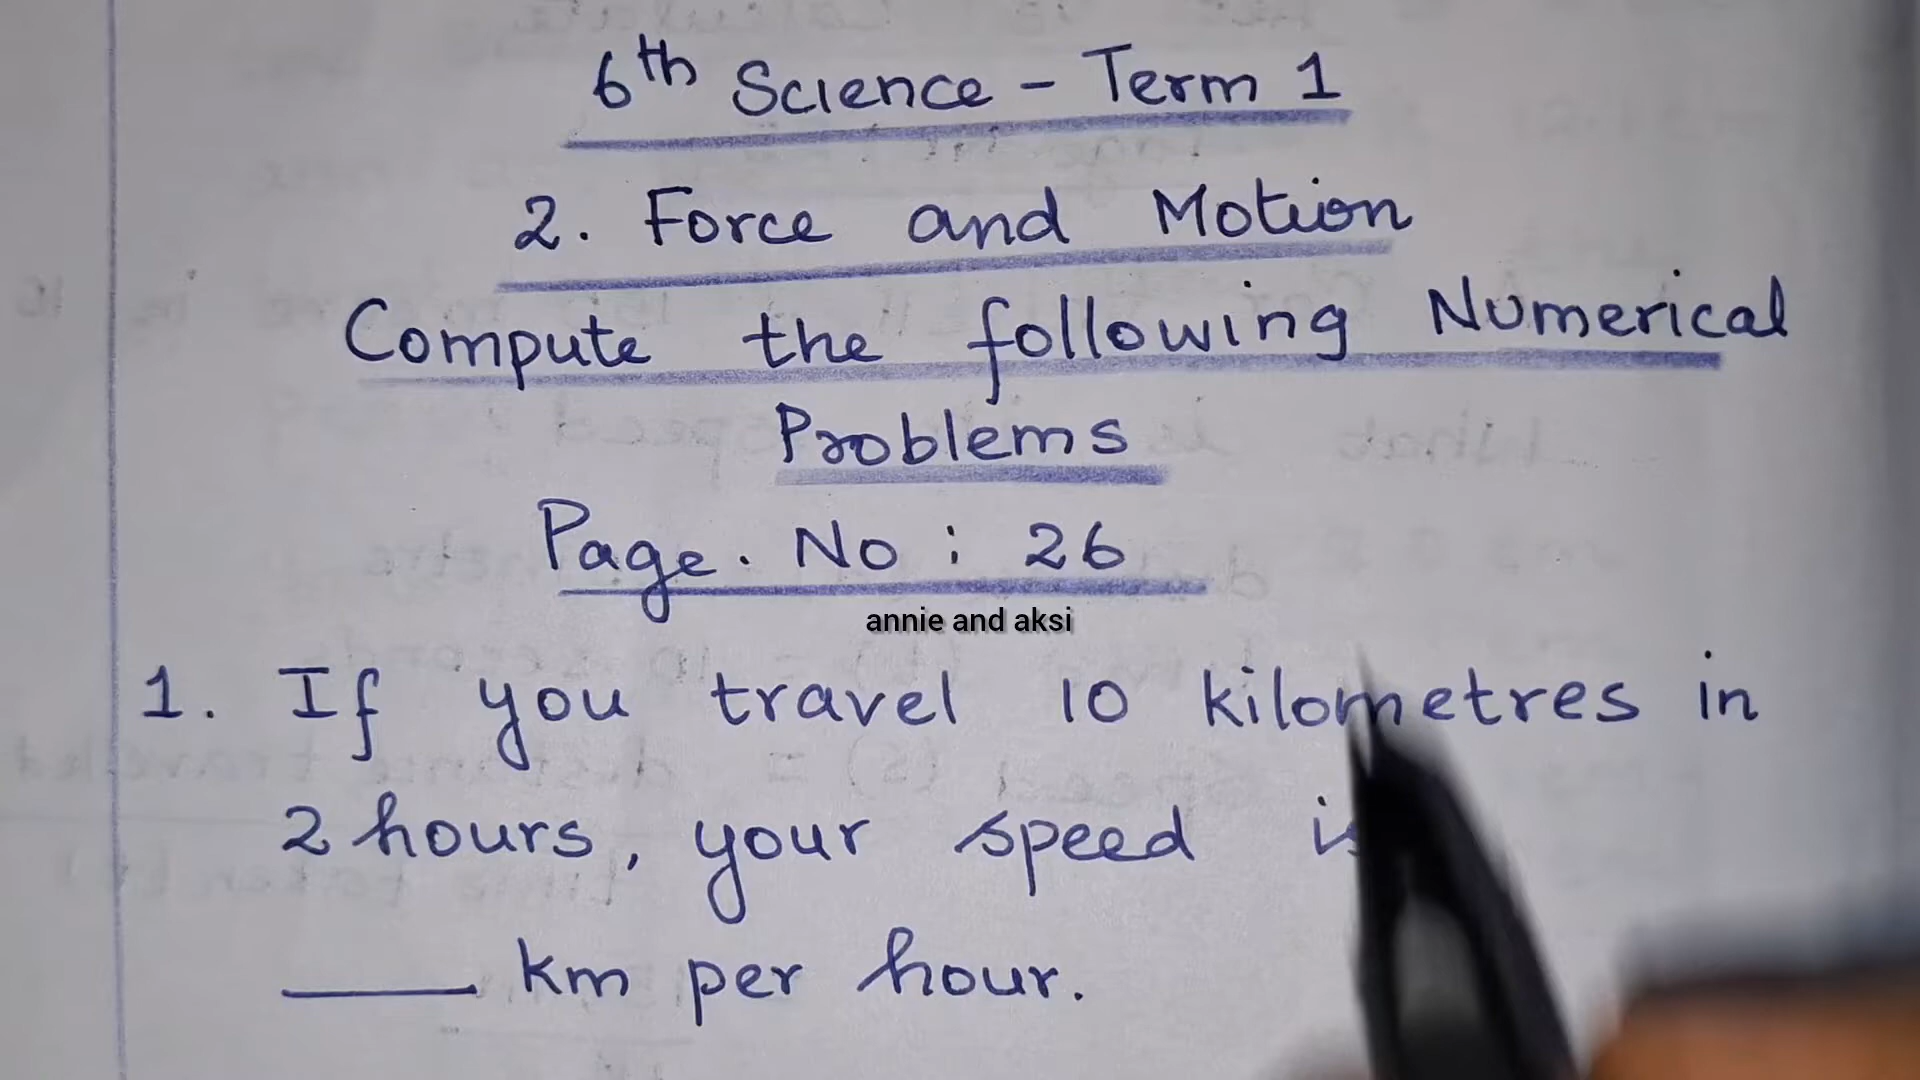 6th Science - Term 1
2. Force and Motion
Compute the following Numerical
Problems
Page. No : 26
annie and aksi
1. If you travel 10 kilometres in
2 hours, your speed is
____ km per hour.